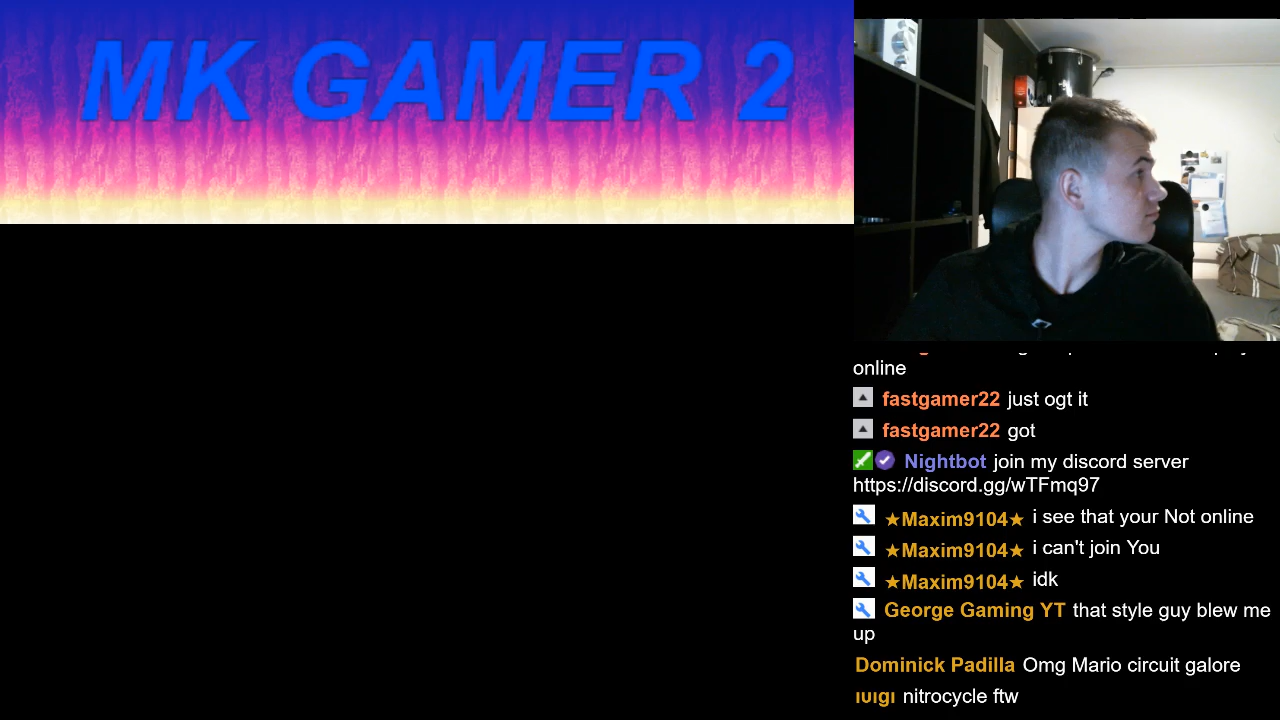 MK GAMER 2
online
fastgamer22 just ogt it
fastgamer22 got
Nightbot join my discord server
https://discord.gg/wTFmq97
★Maxim9104★ i see that your Not online
★Maxim9104★ i can't join You
★Maxim9104★ idk
George Gaming YT that style guy blew me
up
Dominick Padilla Omg Mario circuit galore
ıuıgı nitrocycle ftw